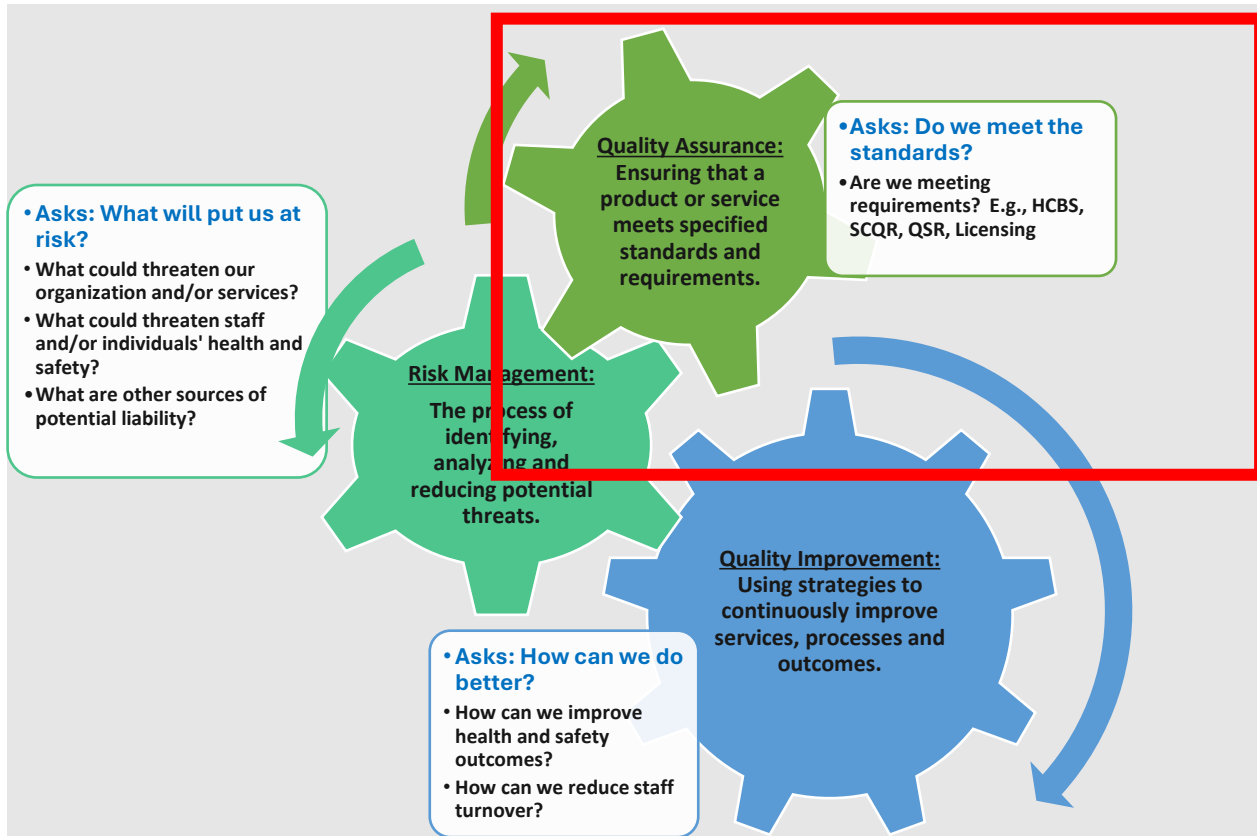 Quality Assurance:
Ensuring that a
product or service
meets specified
standards and
requirements.
•Asks: Do we meet the
standards?
• Are we meeting
requirements?  E.g., HCBS,
SCQR, QSR, Licensing
• Asks: What will put us at
risk?
• What could threaten our
organization and/or services?
• What could threaten staff
and/or individuals' health and
safety?
•What are other sources of
potential liability?
Risk Management:
The process of
identifying,
analyzing and
reducing potential
threats.
Quality Improvement:
Using strategies to
continuously improve
services, processes and
outcomes.
• Asks: How can we do
better?
• How can we improve
health and safety
outcomes?
• How can we reduce staff
turnover?